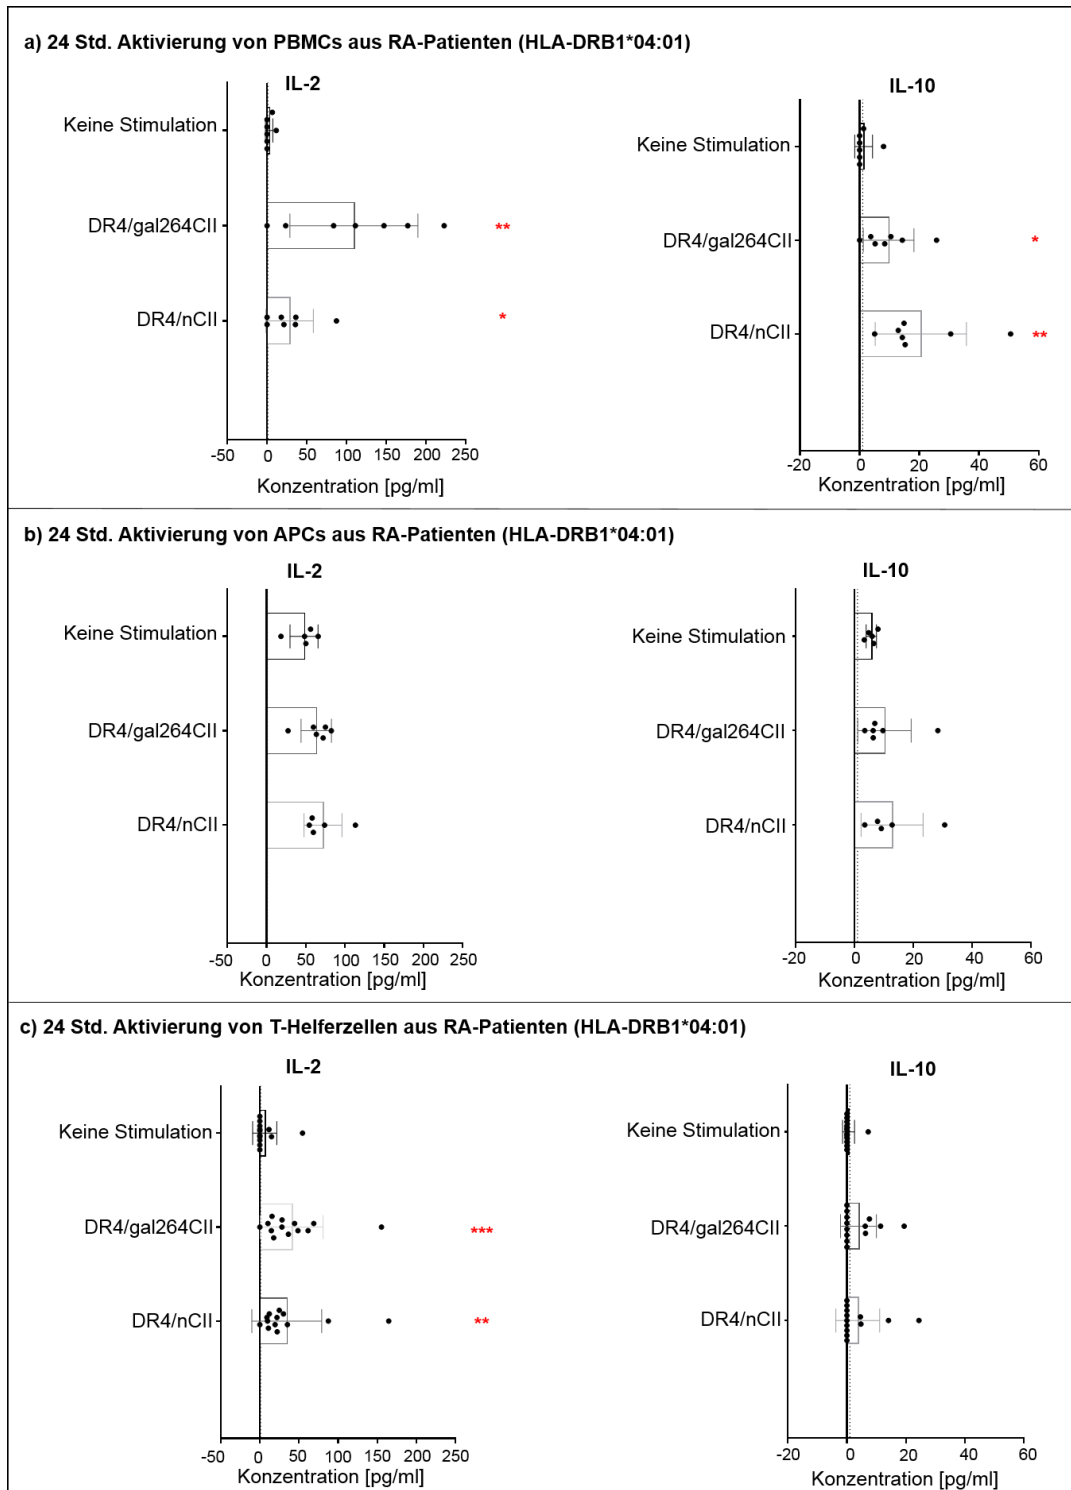 a) 24 Std. Aktivierung von PBMCs aus RA-Patienten (HLA-DRB1*04:01)
IL-2
Keine Stimulation
DR4/gal264CII
**
DR4/nCII
*
-50 0 50 100 150 200 250
Konzentration [pg/ml]
IL-10
Keine Stimulation
DR4/gal264CII
*
DR4/nCII
**
-20 0 20 40 60
Konzentration [pg/ml]
b) 24 Std. Aktivierung von APCs aus RA-Patienten (HLA-DRB1*04:01)
IL-2
Keine Stimulation
DR4/gal264CII
DR4/nCII
-50 0 50 100 150 200 250
Konzentration [pg/ml]
IL-10
Keine Stimulation
DR4/gal264CII
DR4/nCII
-20 0 20 40 60
Konzentration [pg/ml]
c) 24 Std. Aktivierung von T-Helferzellen aus RA-Patienten (HLA-DRB1*04:01)
IL-2
Keine Stimulation
DR4/gal264CII
***
DR4/nCII
**
-50 0 50 100 150 200 250
Konzentration [pg/ml]
IL-10
Keine Stimulation
DR4/gal264CII
DR4/nCII
-20 0 20 40 60
Konzentration [pg/ml]